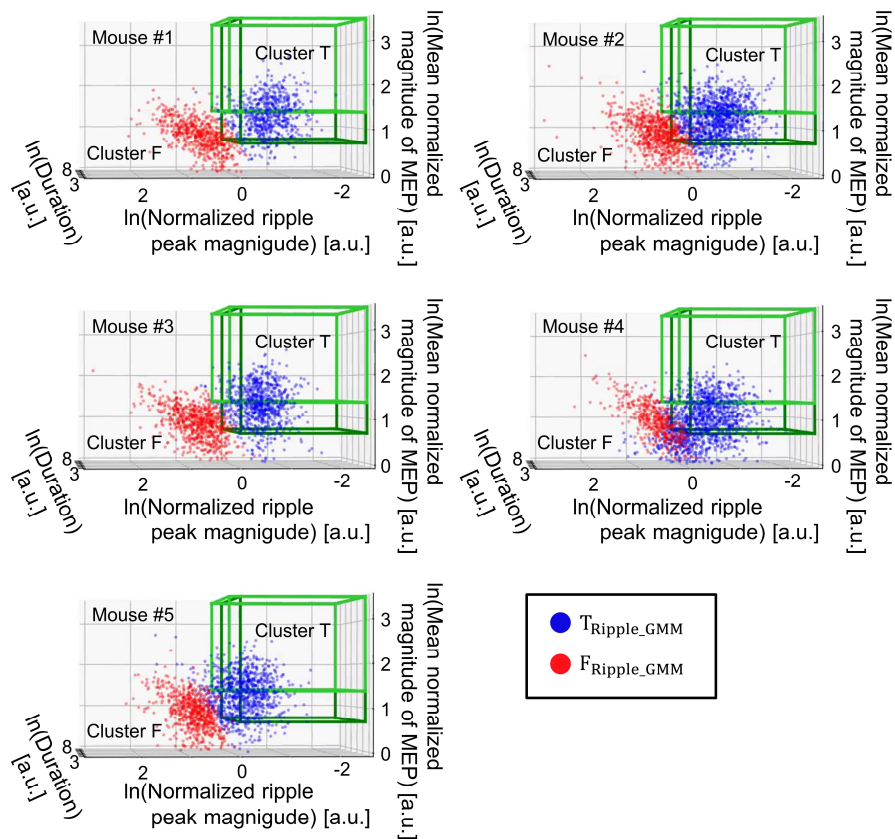 Mouse #1
Cluster T
Cluster F
3
2
1
0
ln(Mean normalized
magnitude of MEP) [a.u.]
ln(Duration)
[a.u.]
8
3
2
0
-2
ln(Normalized ripple
peak magnigude) [a.u.]
Mouse #2
Cluster T
Cluster F
3
2
1
0
ln(Mean normalized
magnitude of MEP) [a.u.]
ln(Duration)
[a.u.]
8
3
2
0
-2
ln(Normalized ripple
peak magnigude) [a.u.]
Mouse #3
Cluster T
Cluster F
3
2
1
0
ln(Mean normalized
magnitude of MEP) [a.u.]
ln(Duration)
[a.u.]
8
3
2
0
-2
ln(Normalized ripple
peak magnigude) [a.u.]
Mouse #4
Cluster T
Cluster F
3
2
1
0
ln(Mean normalized
magnitude of MEP) [a.u.]
ln(Duration)
[a.u.]
8
3
2
0
-2
ln(Normalized ripple
peak magnigude) [a.u.]
Mouse #5
Cluster T
Cluster F
3
2
1
0
ln(Mean normalized
magnitude of MEP) [a.u.]
ln(Duration)
[a.u.]
8
3
2
0
-2
ln(Normalized ripple
peak magnigude) [a.u.]
T Ripple_GMM
F Ripple_GMM